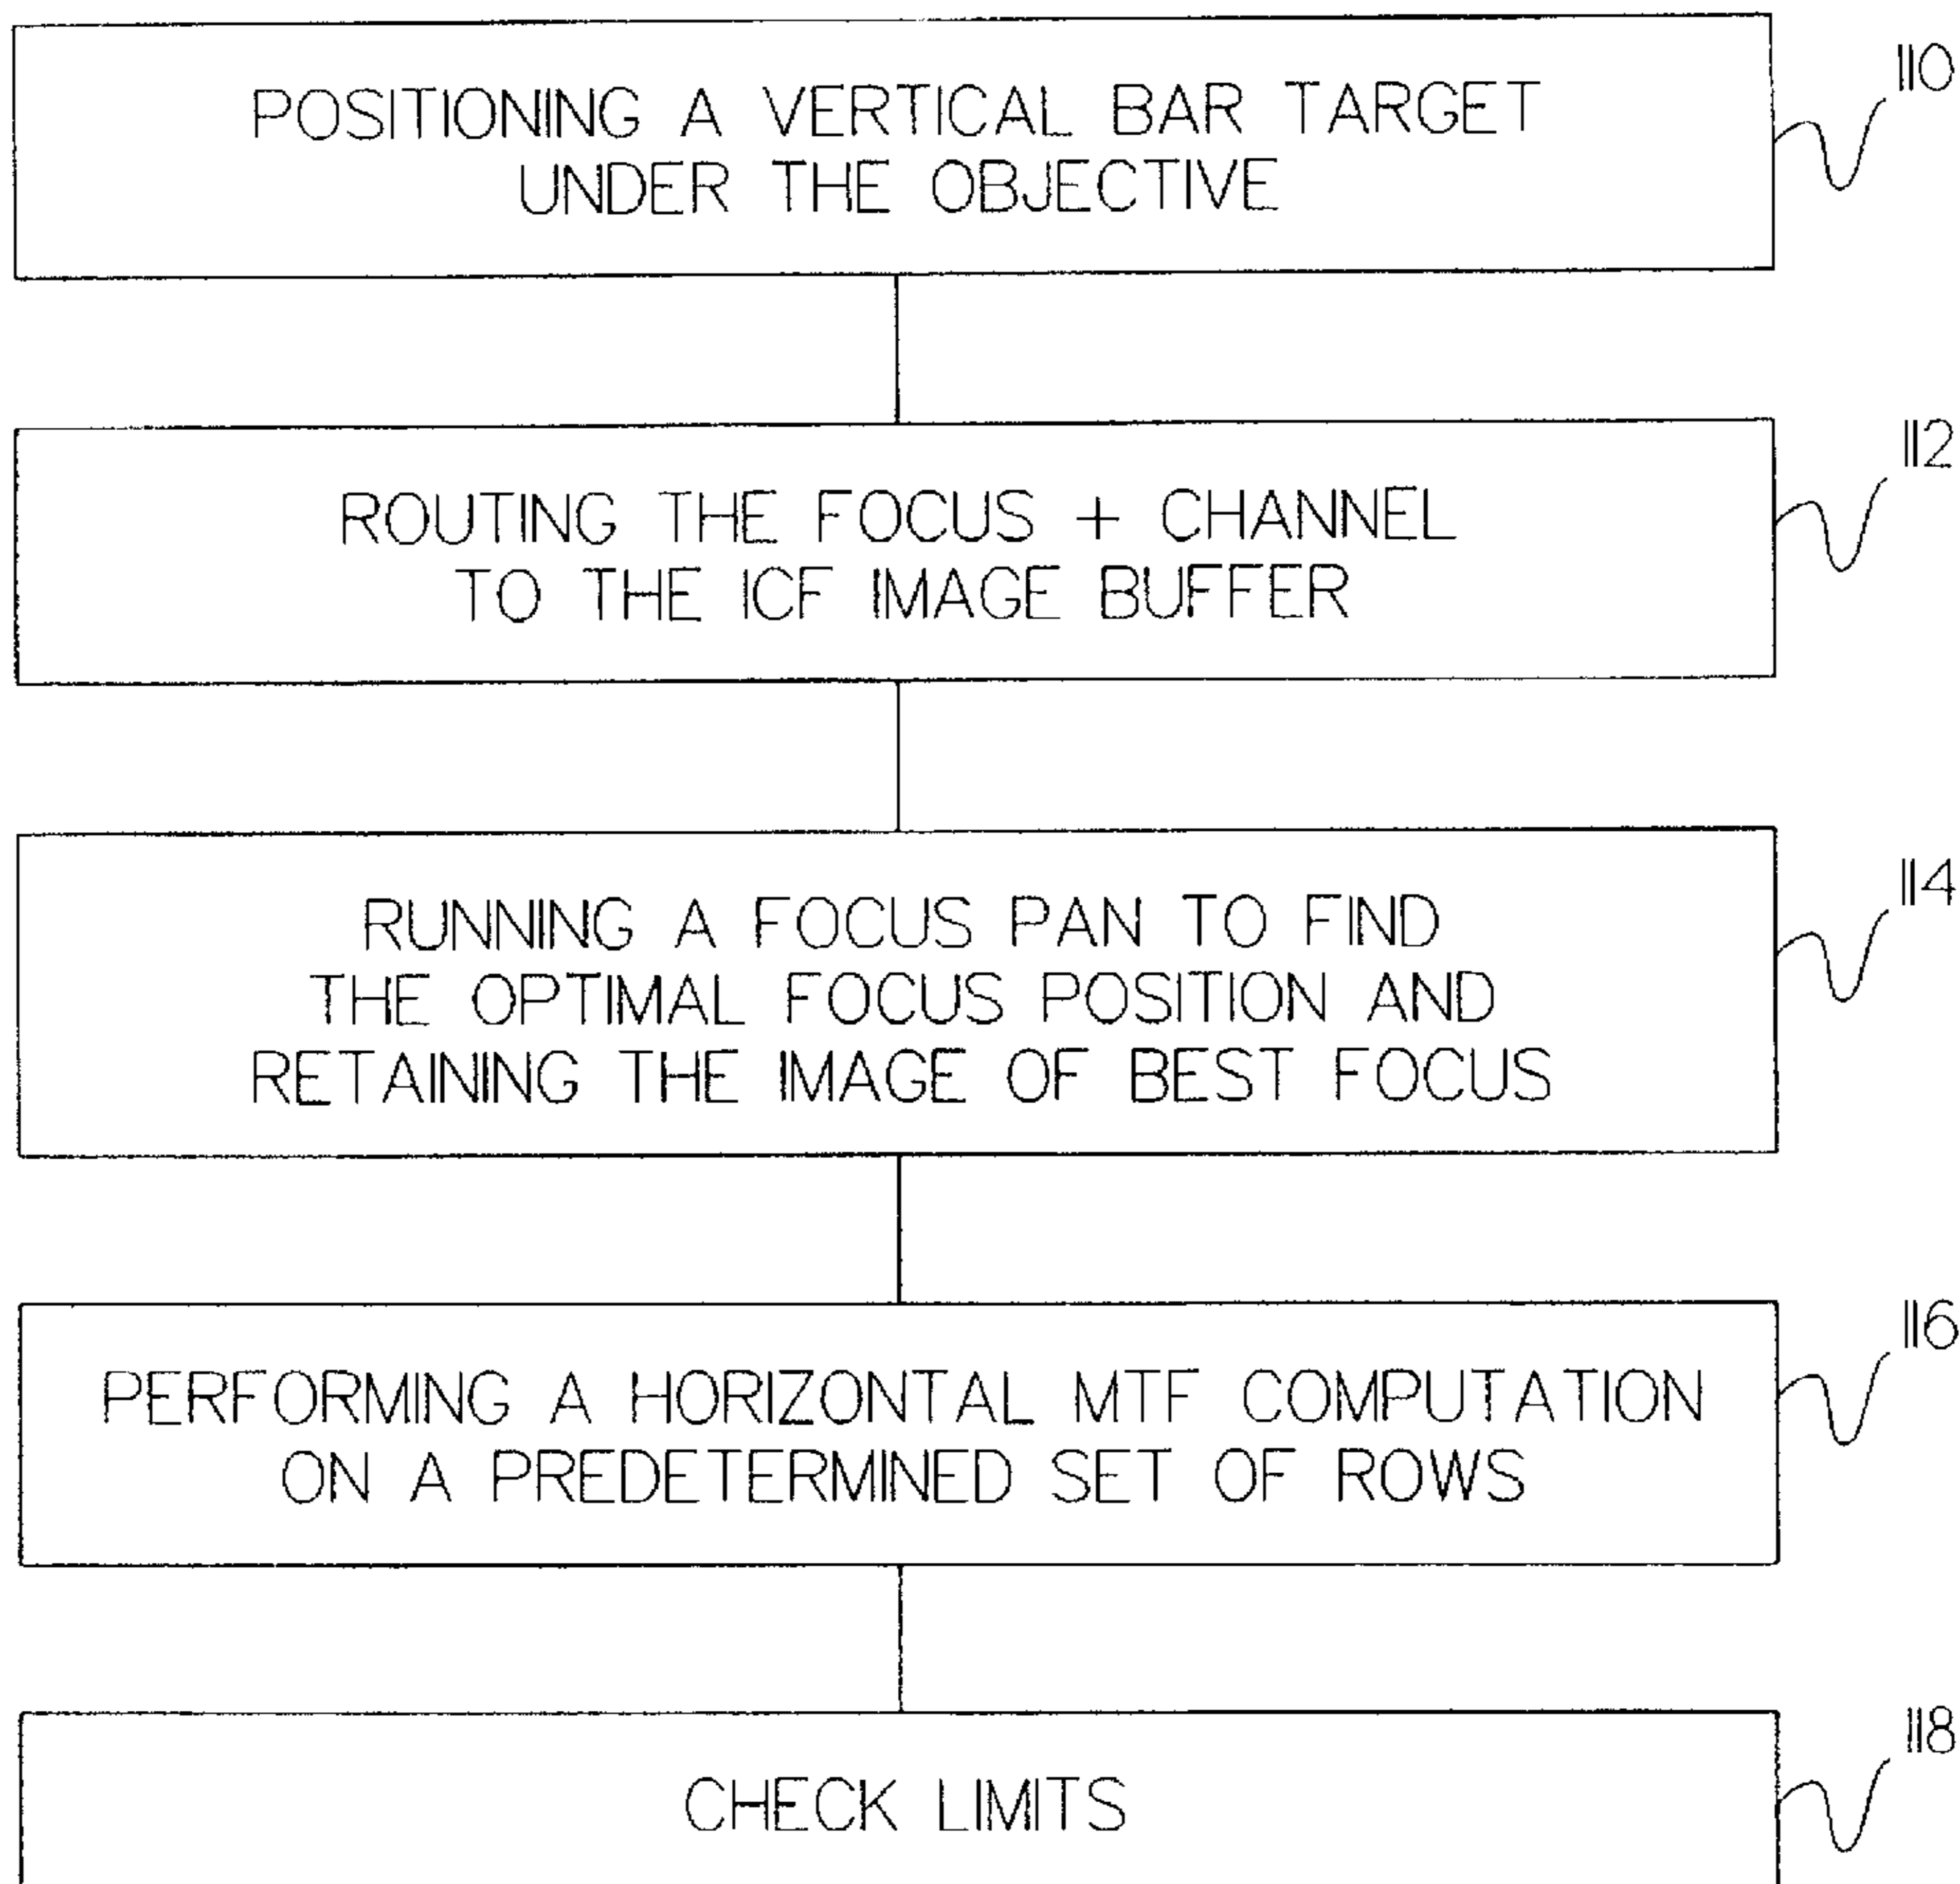 POSITIONING A VERTICAL BAR TARGET
UNDER THE OBJECTIVE
110
ROUTING THE FOCUS + CHANNEL
TO THE ICF IMAGE BUFFER
112
RUNNING A FOCUS PAN TO FIND
THE OPTIMAL FOCUS POSITION AND
RETAINING THE IMAGE OF BEST FOCUS
114
PERFORMING A HORIZONTAL MTF COMPUTATION
ON A PREDETERMINED SET OF ROWS
116
CHECK LIMITS
118